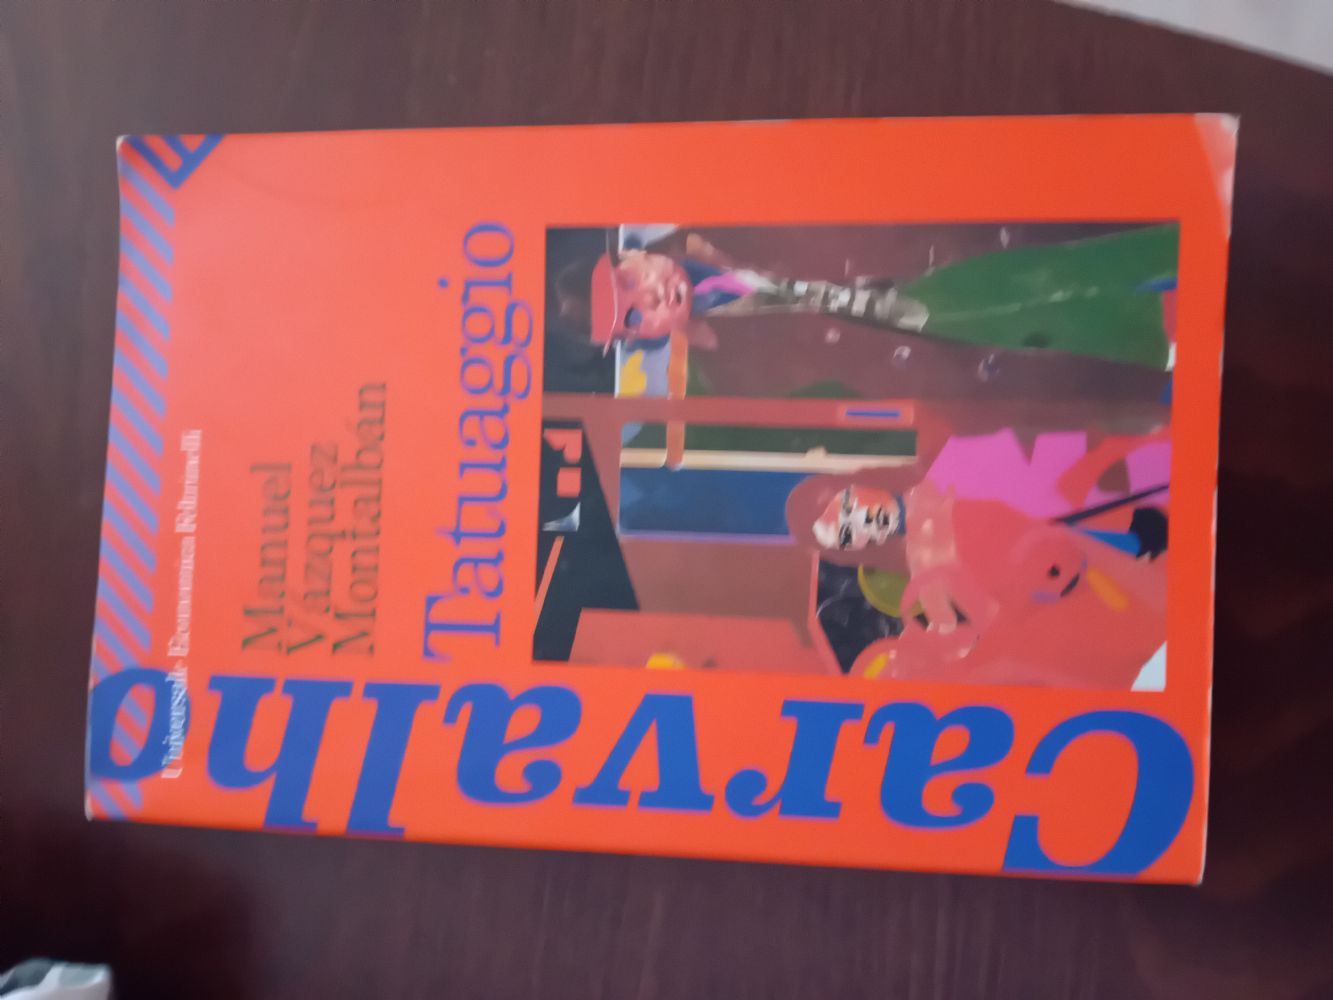 Universale Economica Feltrinelli
Manuel
Vázquez
Montalbán
Tatuaggio
Carvalho